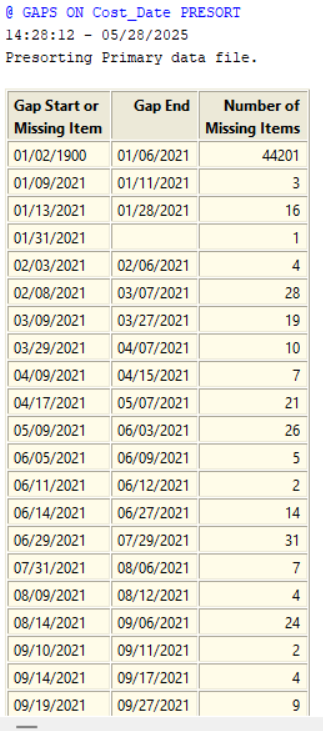 @ GAPS ON Cost_Date PRESORT
14:28:12 - 05/28/2025
Presorting Primary data file.
Gap Start or Missing Item Gap End Number of Missing Items
01/02/1900 01/06/2021 44201
01/09/2021 01/11/2021 3
01/13/2021 01/28/2021 16
01/31/2021 1
02/03/2021 02/06/2021 4
02/08/2021 03/07/2021 28
03/09/2021 03/27/2021 19
03/29/2021 04/07/2021 10
04/09/2021 04/15/2021 7
04/17/2021 05/07/2021 21
05/09/2021 06/03/2021 26
06/05/2021 06/09/2021 5
06/11/2021 06/12/2021 2
06/14/2021 06/27/2021 14
06/29/2021 07/29/2021 31
07/31/2021 08/06/2021 7
08/09/2021 08/12/2021 4
08/14/2021 09/06/2021 24
09/10/2021 09/11/2021 2
09/14/2021 09/17/2021 4
09/19/2021 09/27/2021 9